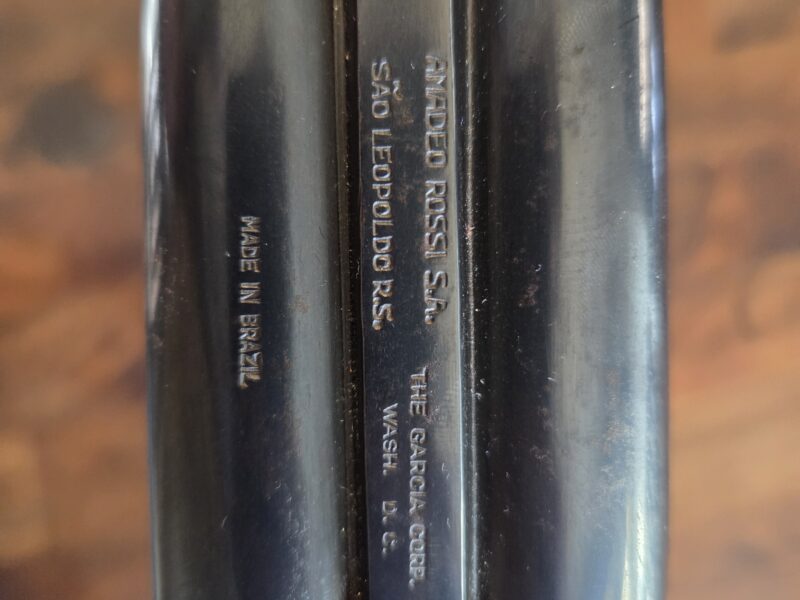 AMADEO ROSSI S.A.
SÃO LEOPOLDO R.S.
THE GARCIA CORP.
WASH. D. C.
MADE IN BRAZIL